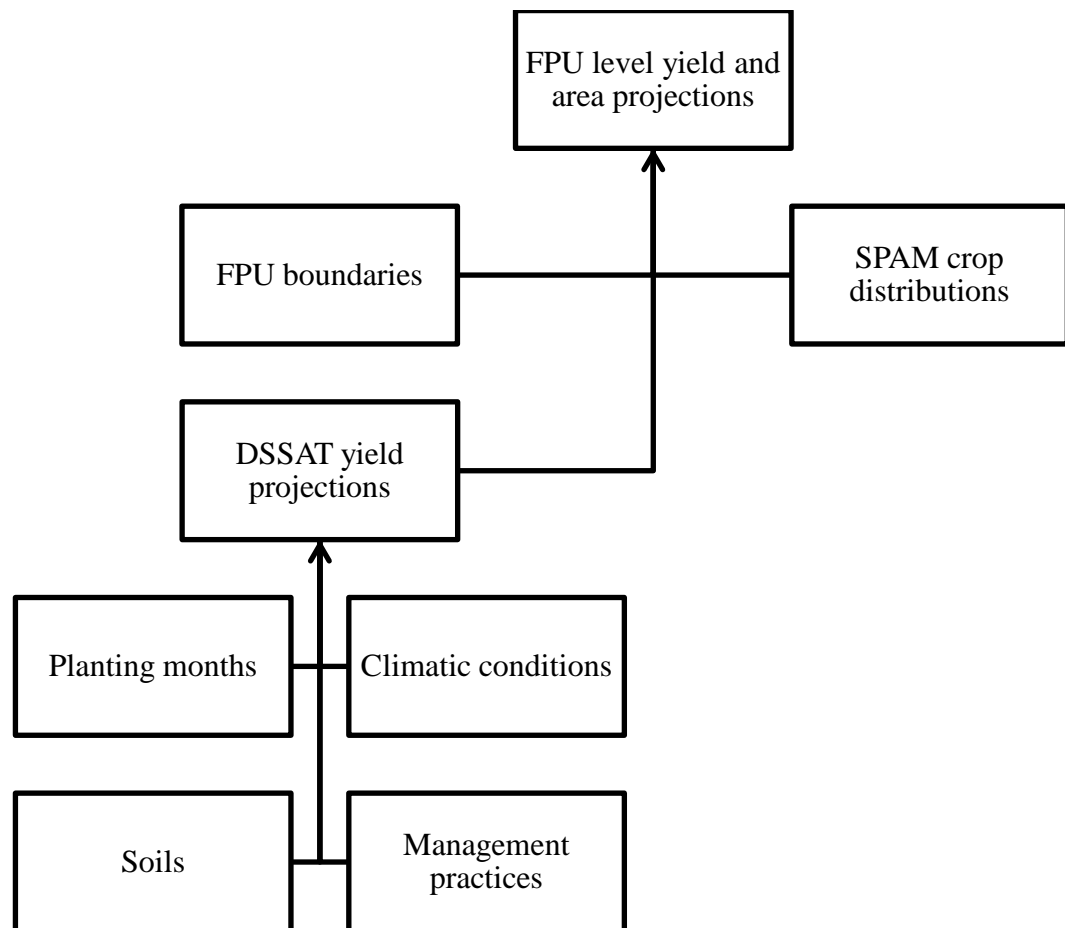 FPU level yield and
area projections
FPU boundaries
SPAM crop
distributions
DSSAT yield
projections
Planting months
Climatic conditions
Soils
Management
practices